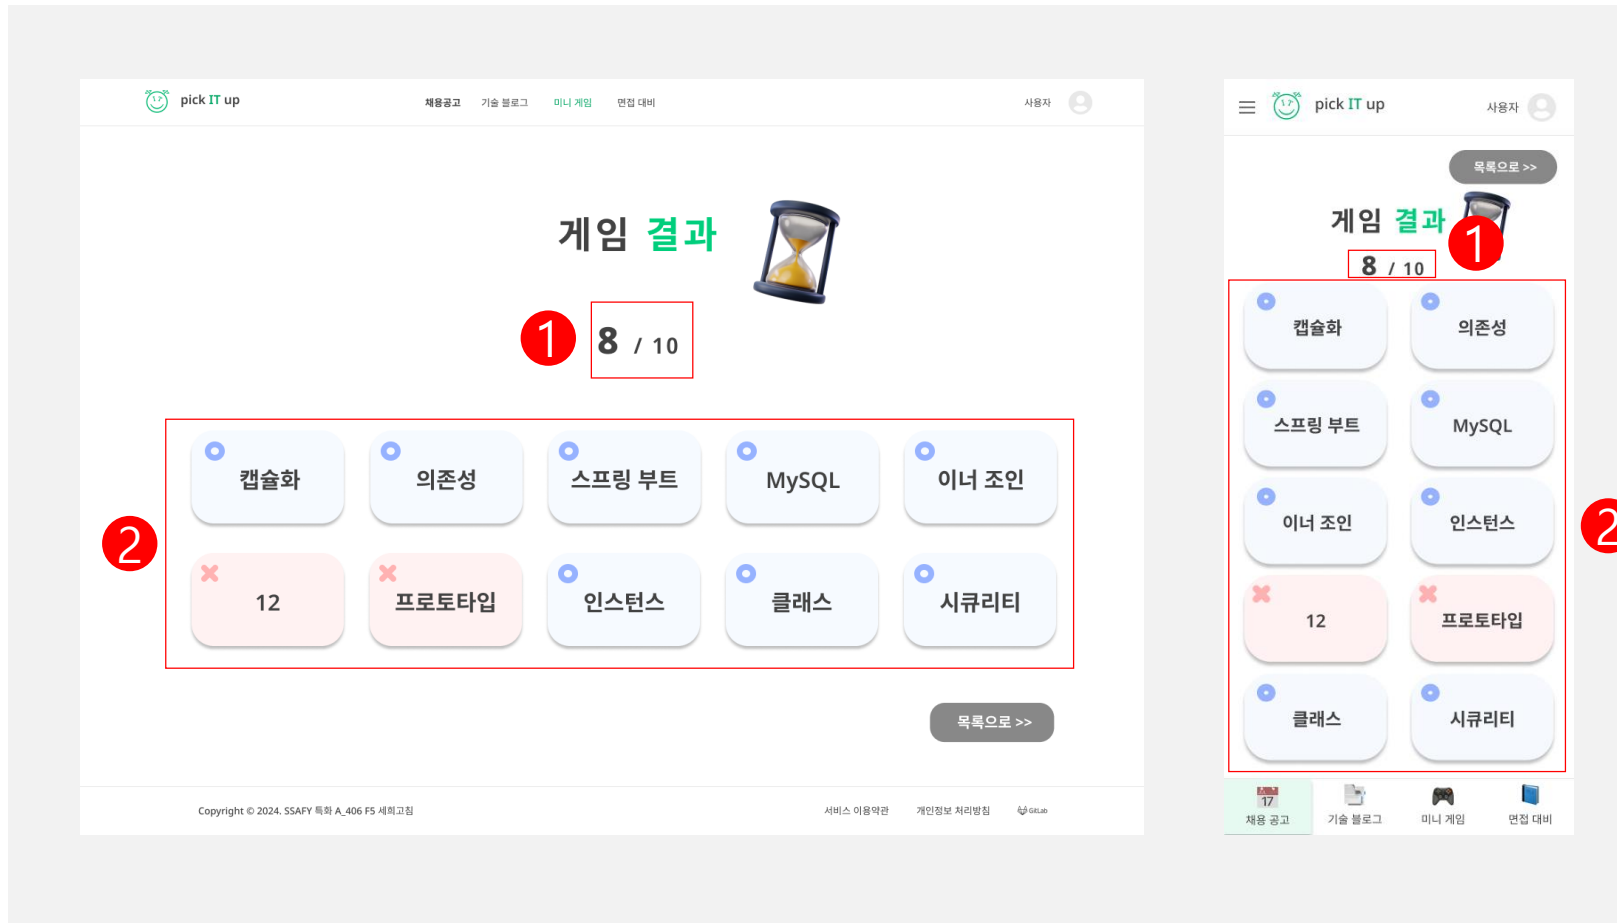 pick IT up
채용공고 기술 블로그 미니 게임 면접 대비
사용자
게임 결과
1
8 / 10
2
캡슐화 의존성 스프링 부트 MySQL 이너 조인
12 프로토타입 인스턴스 클래스 시큐리티
목록으로 >>
Copyright © 2024. SSAFY 특화 A_406 F5 세희고침
서비스 이용약관 개인정보 처리방침 GitLab
pick IT up
사용자
목록으로 >>
게임 결과
1
8 / 10
캡슐화 의존성
스프링 부트 MySQL
이너 조인 인스턴스
2
12 프로토타입
클래스 시큐리티
17
채용 공고 기술 블로그 미니 게임 면접 대비